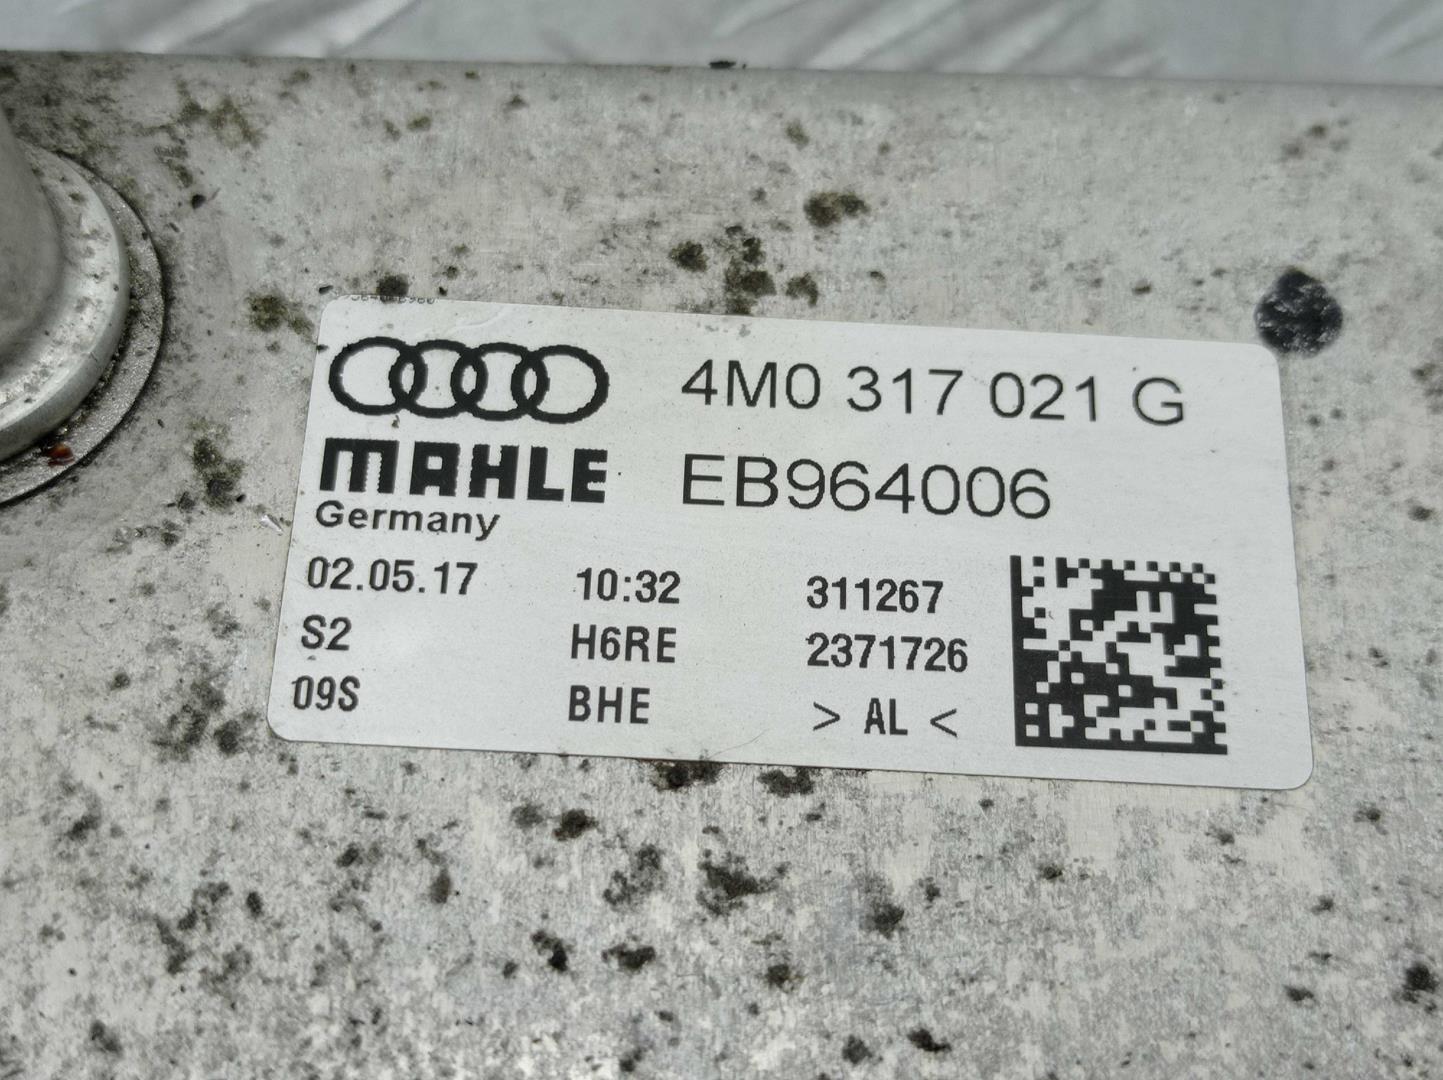 4M0 317 021 G
MAHLE EB964006
Germany
02.05.17 10:32 311267
S2 H6RE 2371726
09S BHE > AL <